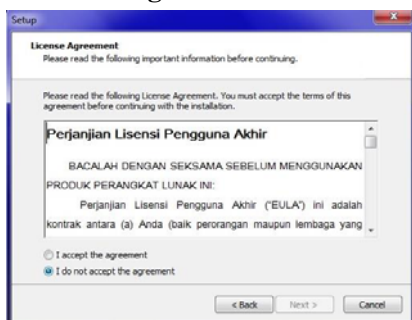 Setup
License Agreement
Please read the following important information before continuing.
Please read the following License Agreement. You must accept the terms of this
agreement before continuing with the installation.
Perjanjian Lisensi Pengguna Akhir
BACALAH DENGAN SEKSAMA SEBELUM MENGGUNAKAN
PRODUK PERANGKAT LUNAK INI:
Perjanjian Lisensi Pengguna Akhir ("EULA") ini adalah
kontrak antara (a) Anda (baik perorangan maupun lembaga yang
I accept the agreement
I do not accept the agreement
< Back Next > Cancel